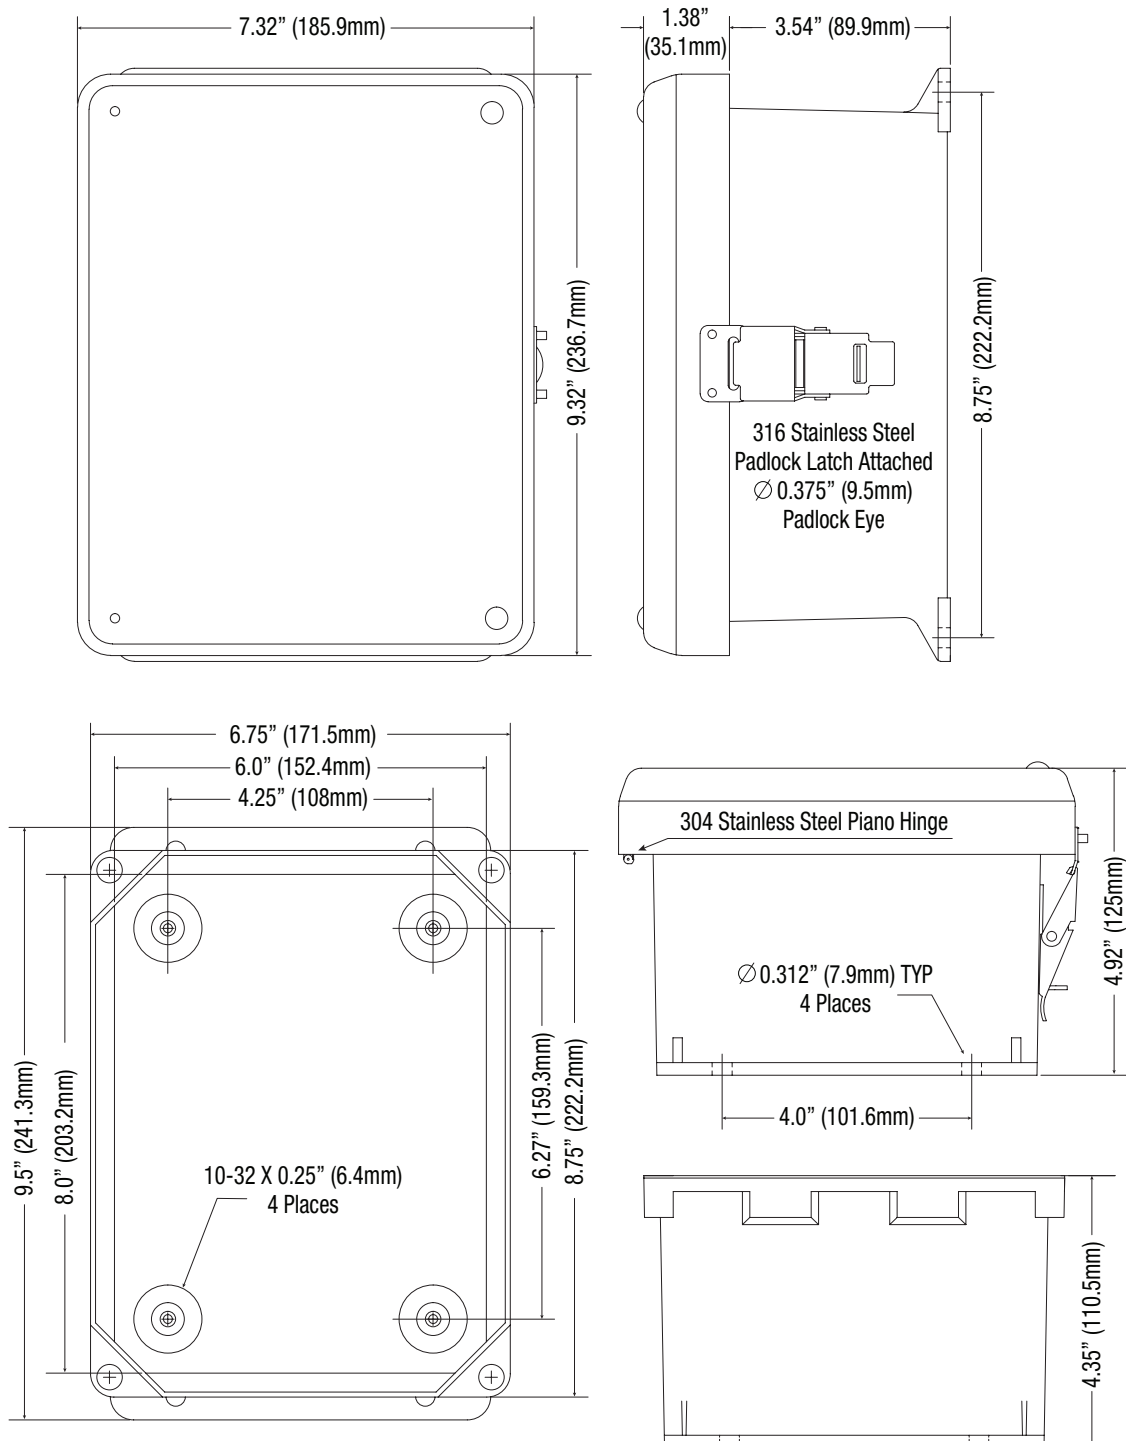 7.32” (185.9mm)
1.38”
(35.1mm)
3.54” (89.9mm)
9.32” (236.7mm)
8.75” (222.2mm)
316 Stainless Steel
Padlock Latch Attached
∅ 0.375” (9.5mm)
Padlock Eye
6.75” (171.5mm)
6.0” (152.4mm)
4.25” (108mm)
9.5” (241.3mm)
8.0” (203.2mm)
6.27” (159.3mm)
8.75” (222.2mm)
10-32 X 0.25” (6.4mm)
4 Places
304 Stainless Steel Piano Hinge
∅ 0.312” (7.9mm) TYP
4 Places
4.92” (125mm)
4.0” (101.6mm)
4.35” (110.5mm)